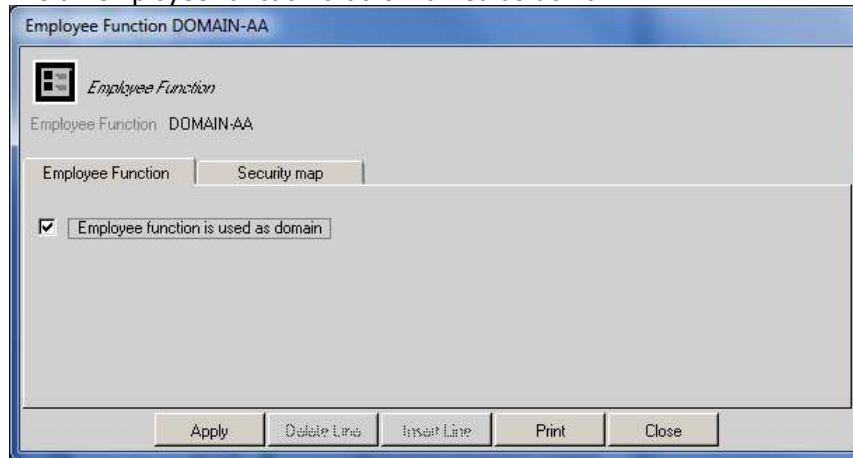 Employee Function DOMAIN-AA
Employee Function
Employee Function DOMAIN-AA
Employee Function Security map
Employee function is used as domain
Apply Delete Line Insert Line Print Close